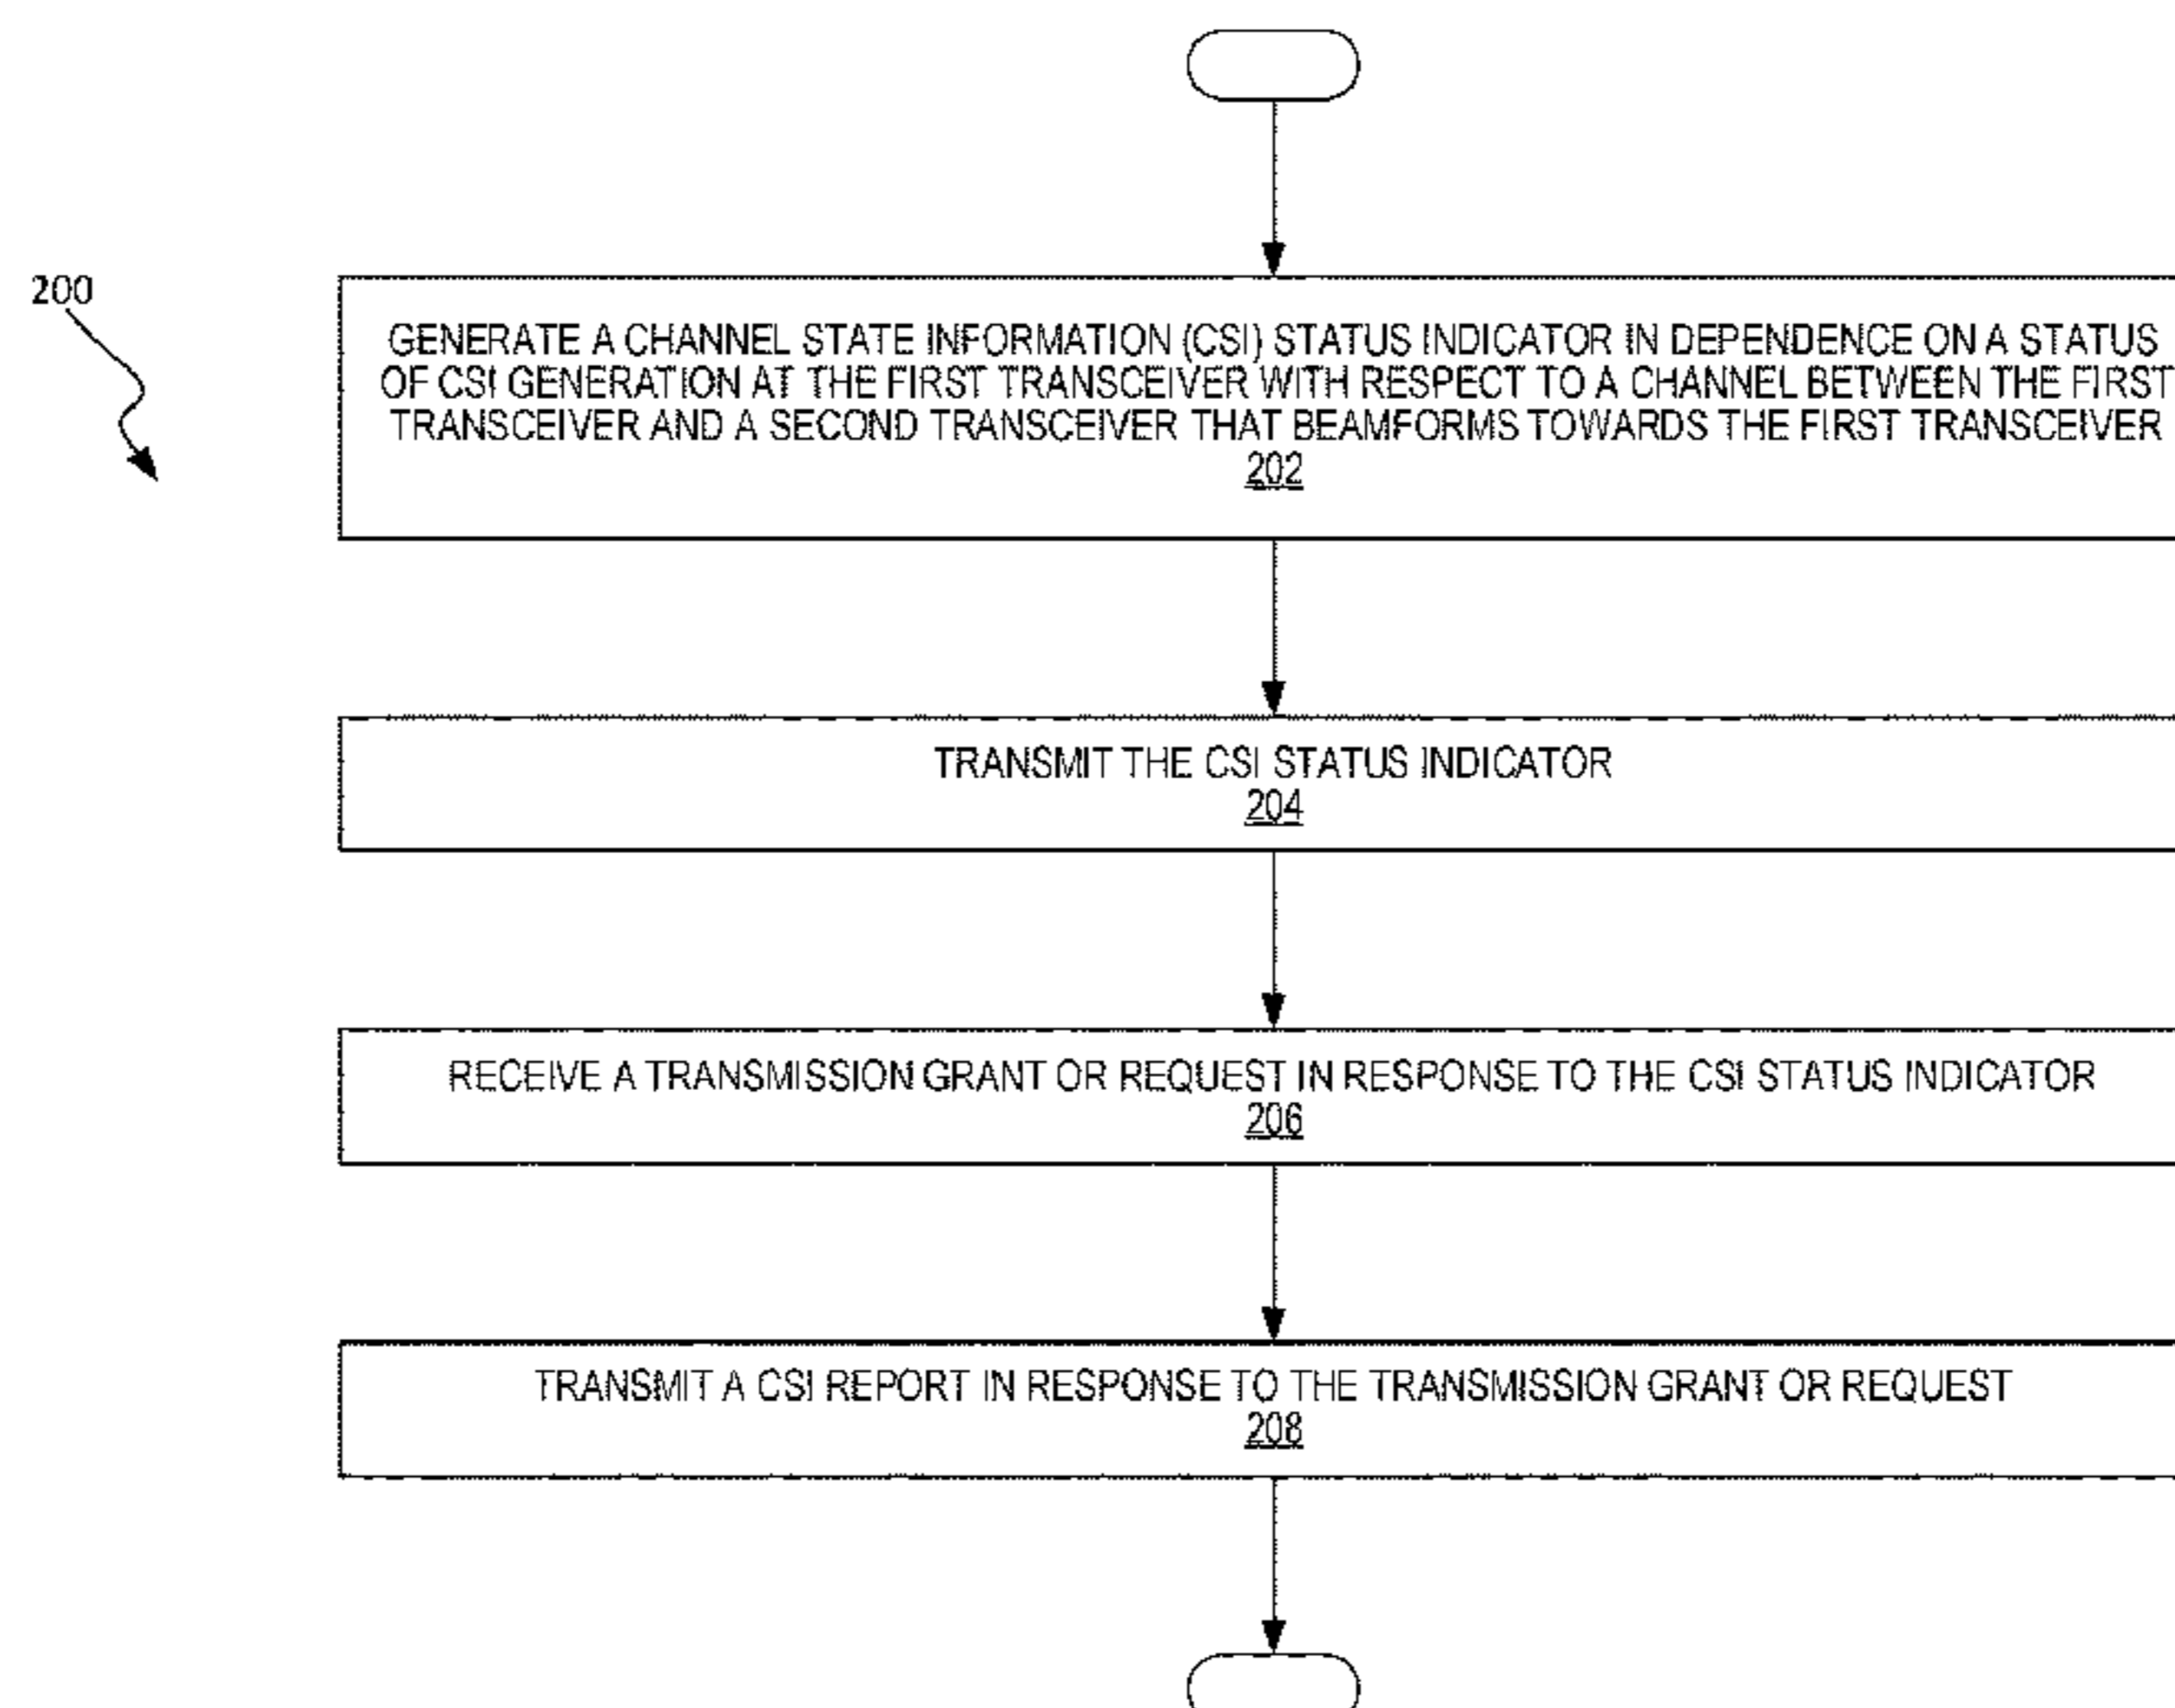 200
GENERATE A CHANNEL STATE INFORMATION (CSI) STATUS INDICATOR IN DEPENDENCE ON A STATUS
OF CSI GENERATION AT THE FIRST TRANSCEIVER WITH RESPECT TO A CHANNEL BETWEEN THE FIRST
TRANSCEIVER AND A SECOND TRANSCEIVER THAT BEAMFORMS TOWARDS THE FIRST TRANSCEIVER
202
TRANSMIT THE CSI STATUS INDICATOR
204
RECEIVE A TRANSMISSION GRANT OR REQUEST IN RESPONSE TO THE CSI STATUS INDICATOR
206
TRANSMIT A CSI REPORT IN RESPONSE TO THE TRANSMISSION GRANT OR REQUEST
208